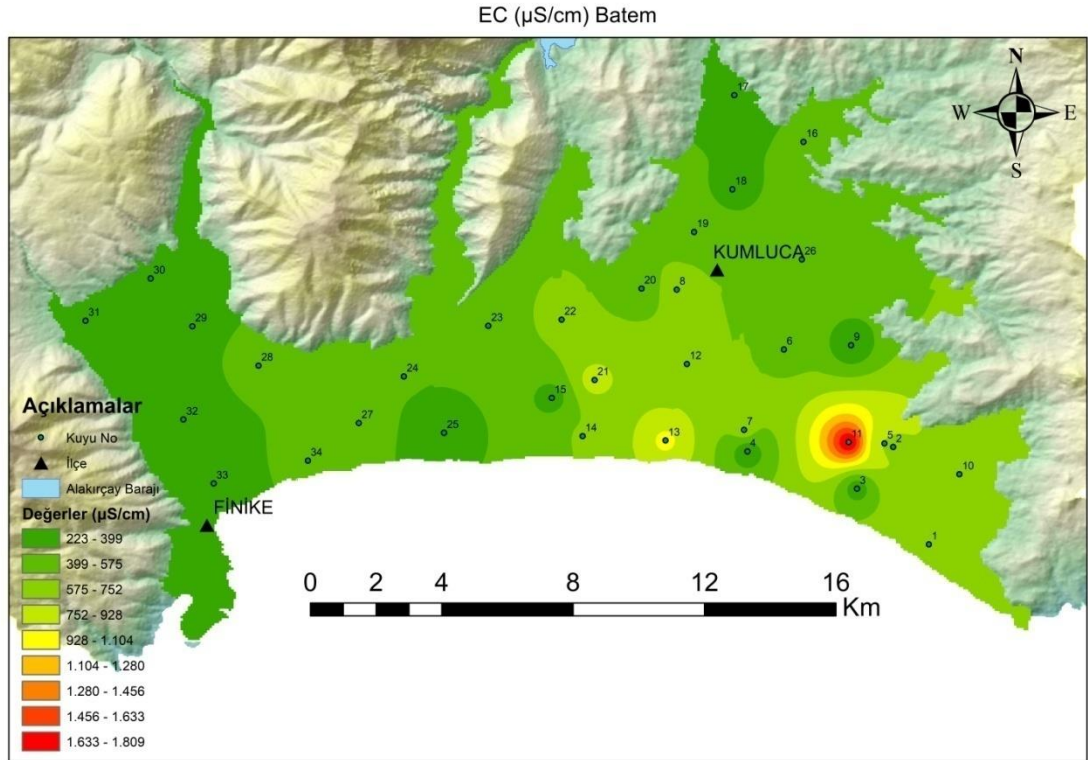 EC (µS/cm) Batem
N
W E
S
17
16
18
19
26
KUMLUCA
30
20
8
31
29
22
23
6
9
28
12
24
21
15
32
27
25
14
13
7
4
11
5
2
3
34
10
33
FİNİKE
1
Açıklamalar
Kuyu No
İlçe
Alakırçay Barajı
Değerler (µS/cm)
223 - 399
399 - 575
575 - 752
752 - 928
928 - 1.104
1.104 - 1.280
1.280 - 1.456
1.456 - 1.633
1.633 - 1.809
0 2 4 8 12 16
Km